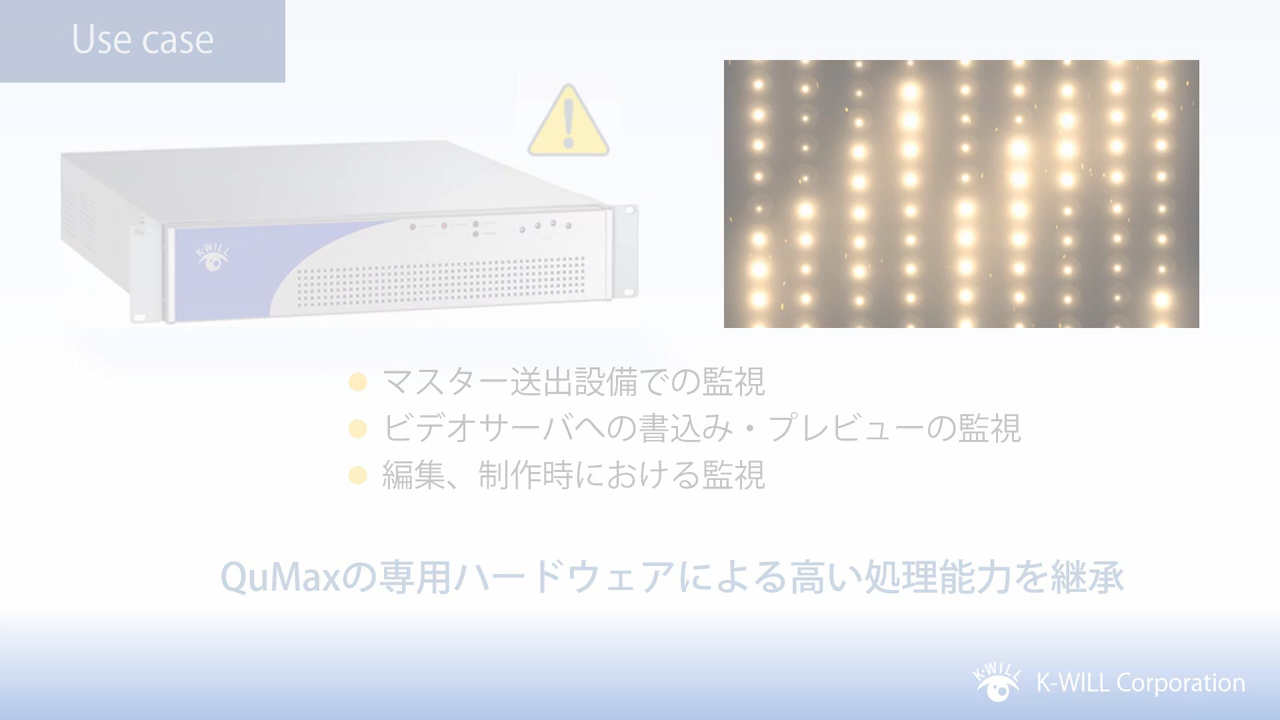 Use case
K-WILL
マスター送出設備での監視
ビデオサーバへの書込み・プレビューの監視
編集、制作時における監視
QuMaxの専用ハードウェアによる高い処理能力を継承
K-WILL
K-WILL Corporation